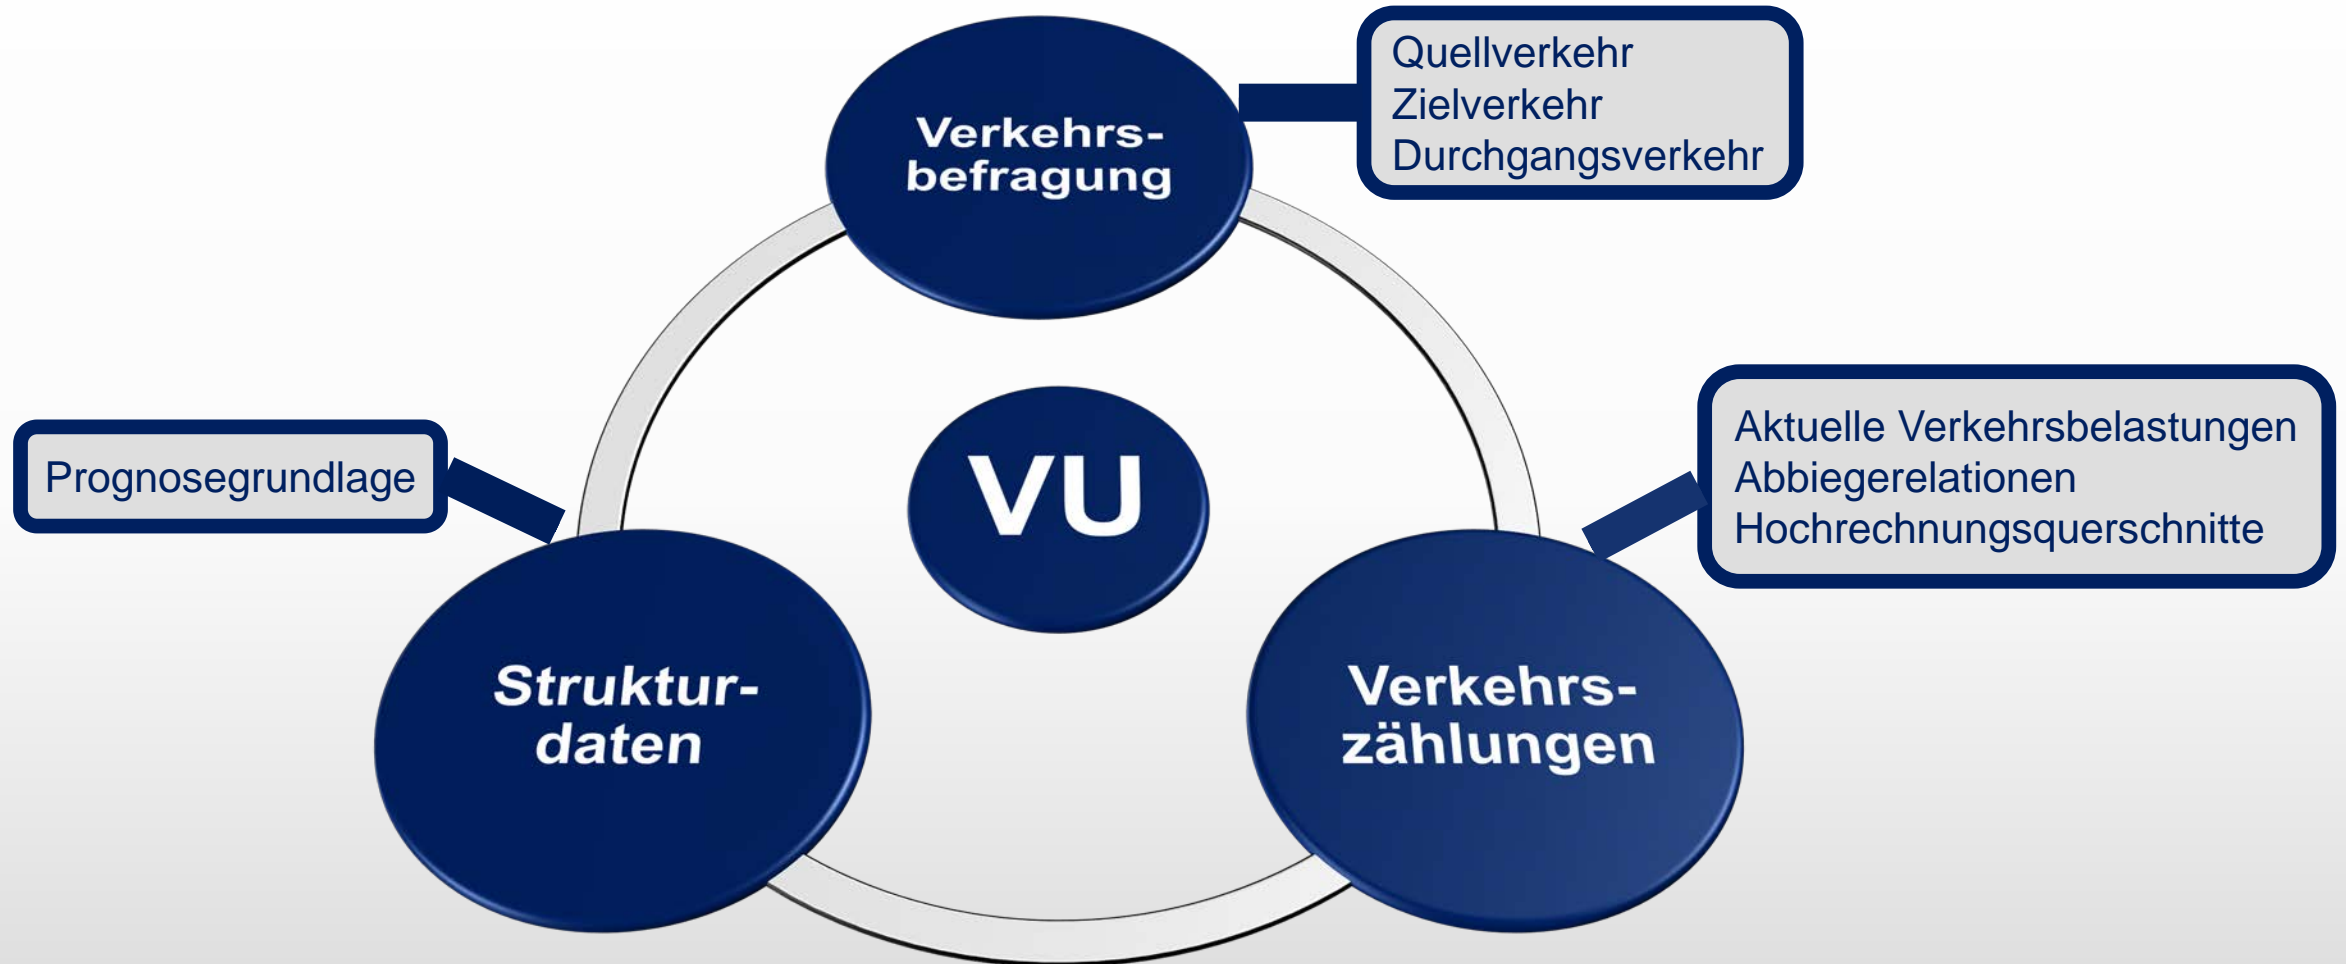 Verkehrs-
befragung
Quellverkehr
Zielverkehr
Durchgangsverkehr
VU
Prognosegrundlage
Aktuelle Verkehrsbelastungen
Abbiegerelationen
Hochrechnungsquerschnitte
Struktur-
daten
Verkehrs-
zählungen